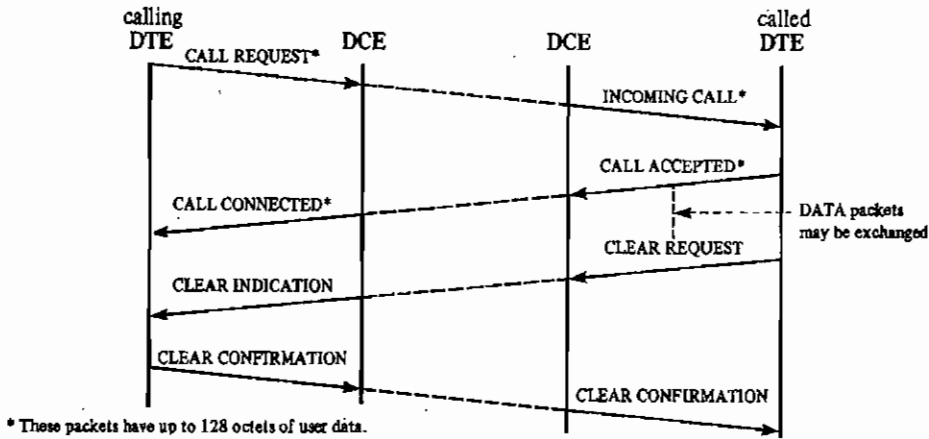 calling
DTE
DCE
DCE
called
DTE
CALL REQUEST*
INCOMING CALL*
CALL ACCEPTED*
CALL CONNECTED*
DATA packets
may be exchanged
CLEAR REQUEST
CLEAR INDICATION
CLEAR CONFIRMATION
CLEAR CONFIRMATION
* These packets have up to 128 octets of user data.